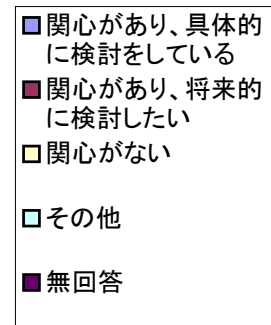 関心があり、具体的
に検討をしている
関心があり、将来的
に検討したい
関心がない
その他
無回答